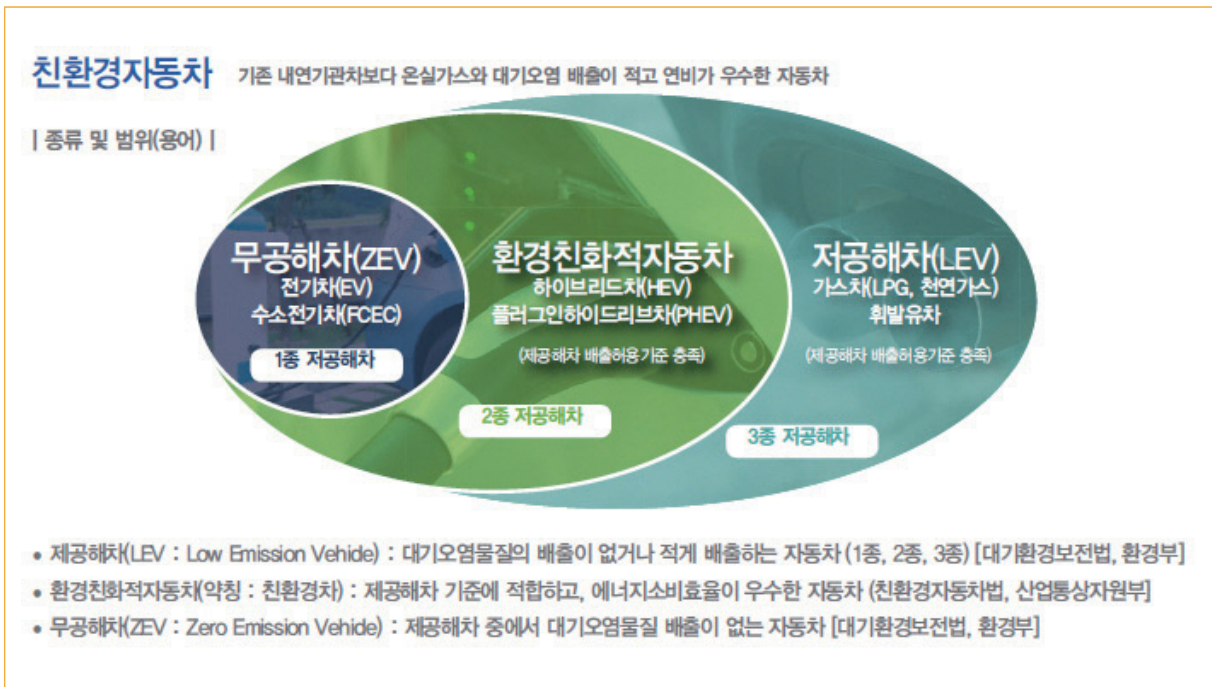 친환경자동차 기존 내연기관차보다 온실가스와 대기오염 배출이 적고 연비가 우수한 자동차
| 종류 및 범위(용어) |
무공해차(ZEV)
전기차(EV)
수소전기차(FCEC)
1종 저공해차
환경친화적자동차
하이브리드차(HEV)
플러그인하이드리브차(PHEV)
(제공해차 배출허용기준 충족)
2종 저공해차
저공해차(LEV)
가스차(LPG, 천연가스)
휘발유차
(제공해차 배출허용기준 충족)
3종 저공해차
• 제공해차(LEV : Low Emission Vehide) : 대기오염물질의 배출이 없거나 적게 배출하는 자동차 (1종, 2종, 3종) [대기환경보전법, 환경부]
• 환경친화적자동차(약칭 : 친환경차) : 제공해차 기준에 적합하고, 에너지소비효율이 우수한 자동차 (친환경자동차법, 산업통상자원부]
• 무공해차(ZEV : Zero Emission Vehide) : 제공해차 중에서 대기오염물질 배출이 없는 자동차 [대기환경보전법, 환경부]